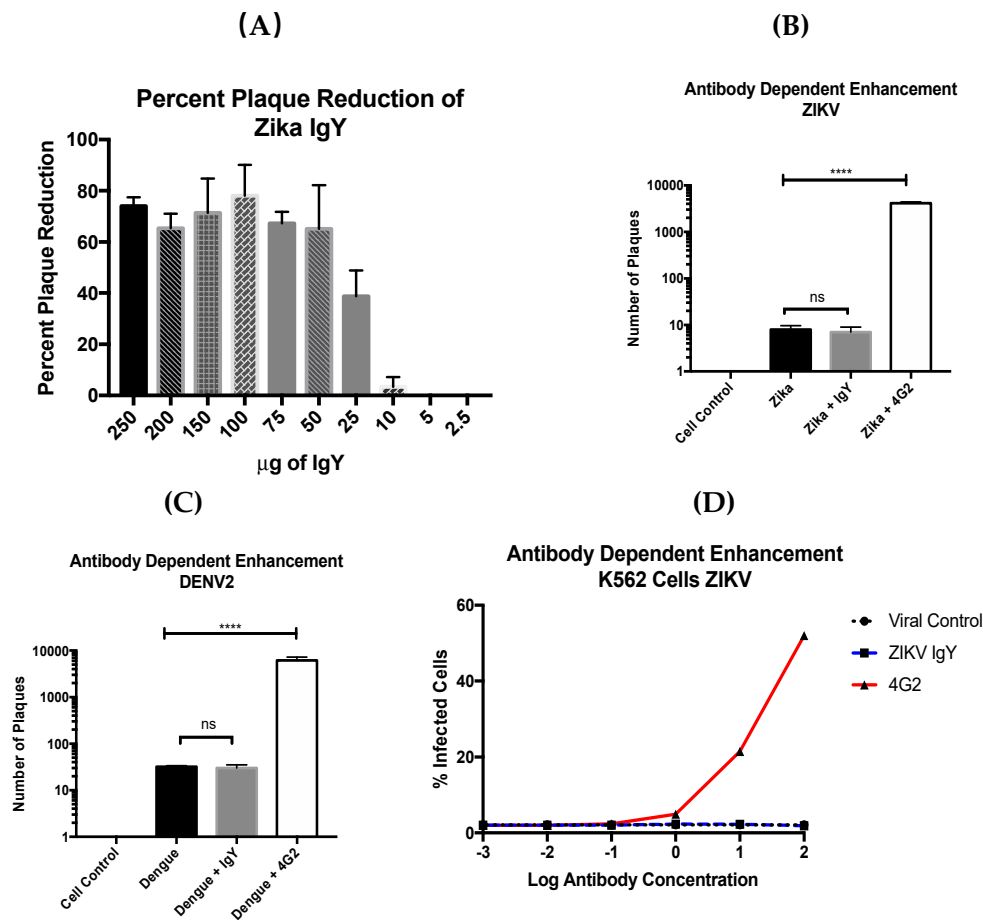 (A)
Percent Plaque Reduction of
Zika IgY
Percent Plaque Reduction
100
80
60
40
20
0
250
200
150
100
75
50
25
10
5
2.5
μg of IgY
(B)
Antibody Dependent Enhancement
ZIKV
Number of Plaques
10000
1000
100
10
1
****
ns
Cell Control
Zika
Zika + IgY
Zika + 4G2
(C)
Antibody Dependent Enhancement
DENV2
Number of Plaques
10000
1000
100
10
1
****
ns
Cell Control
Dengue
Dengue + IgY
Dengue + 4G2
(D)
Antibody Dependent Enhancement
K562 Cells ZIKV
% Infected Cells
60
40
20
0
-3
-2
-1
0
1
2
Log Antibody Concentration
Viral Control
ZIKV IgY
4G2